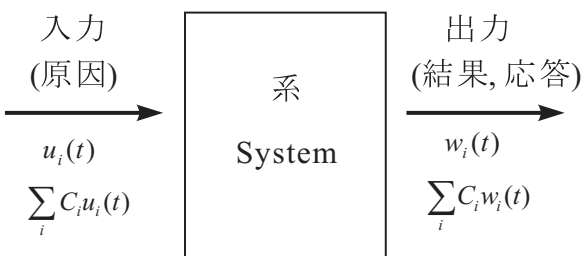 入力
(原因)
u_i(t)
∑_i C_i u_i(t)
系
System
出力
(結果, 応答)
w_i(t)
∑_i C_i w_i(t)